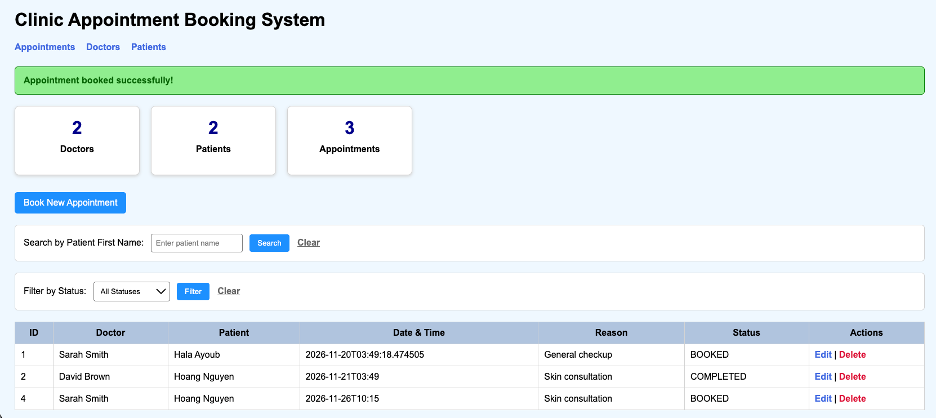 Clinic Appointment Booking System
Appointments Doctors Patients
Appointment booked successfully!
2 2 3
Doctors Patients Appointments
Book New Appointment
Search by Patient First Name: Enter patient name Search Clear
Filter by Status: All Statuses Filter Clear
ID Doctor Patient Date & Time Reason Status Actions
1 Sarah Smith Hala Ayoub 2026-11-20T03:49:18.474505 General checkup BOOKED Edit | Delete
2 David Brown Hoang Nguyen 2026-11-21T03:49 Skin consultation COMPLETED Edit | Delete
4 Sarah Smith Hoang Nguyen 2026-11-26T10:15 Skin consultation BOOKED Edit | Delete